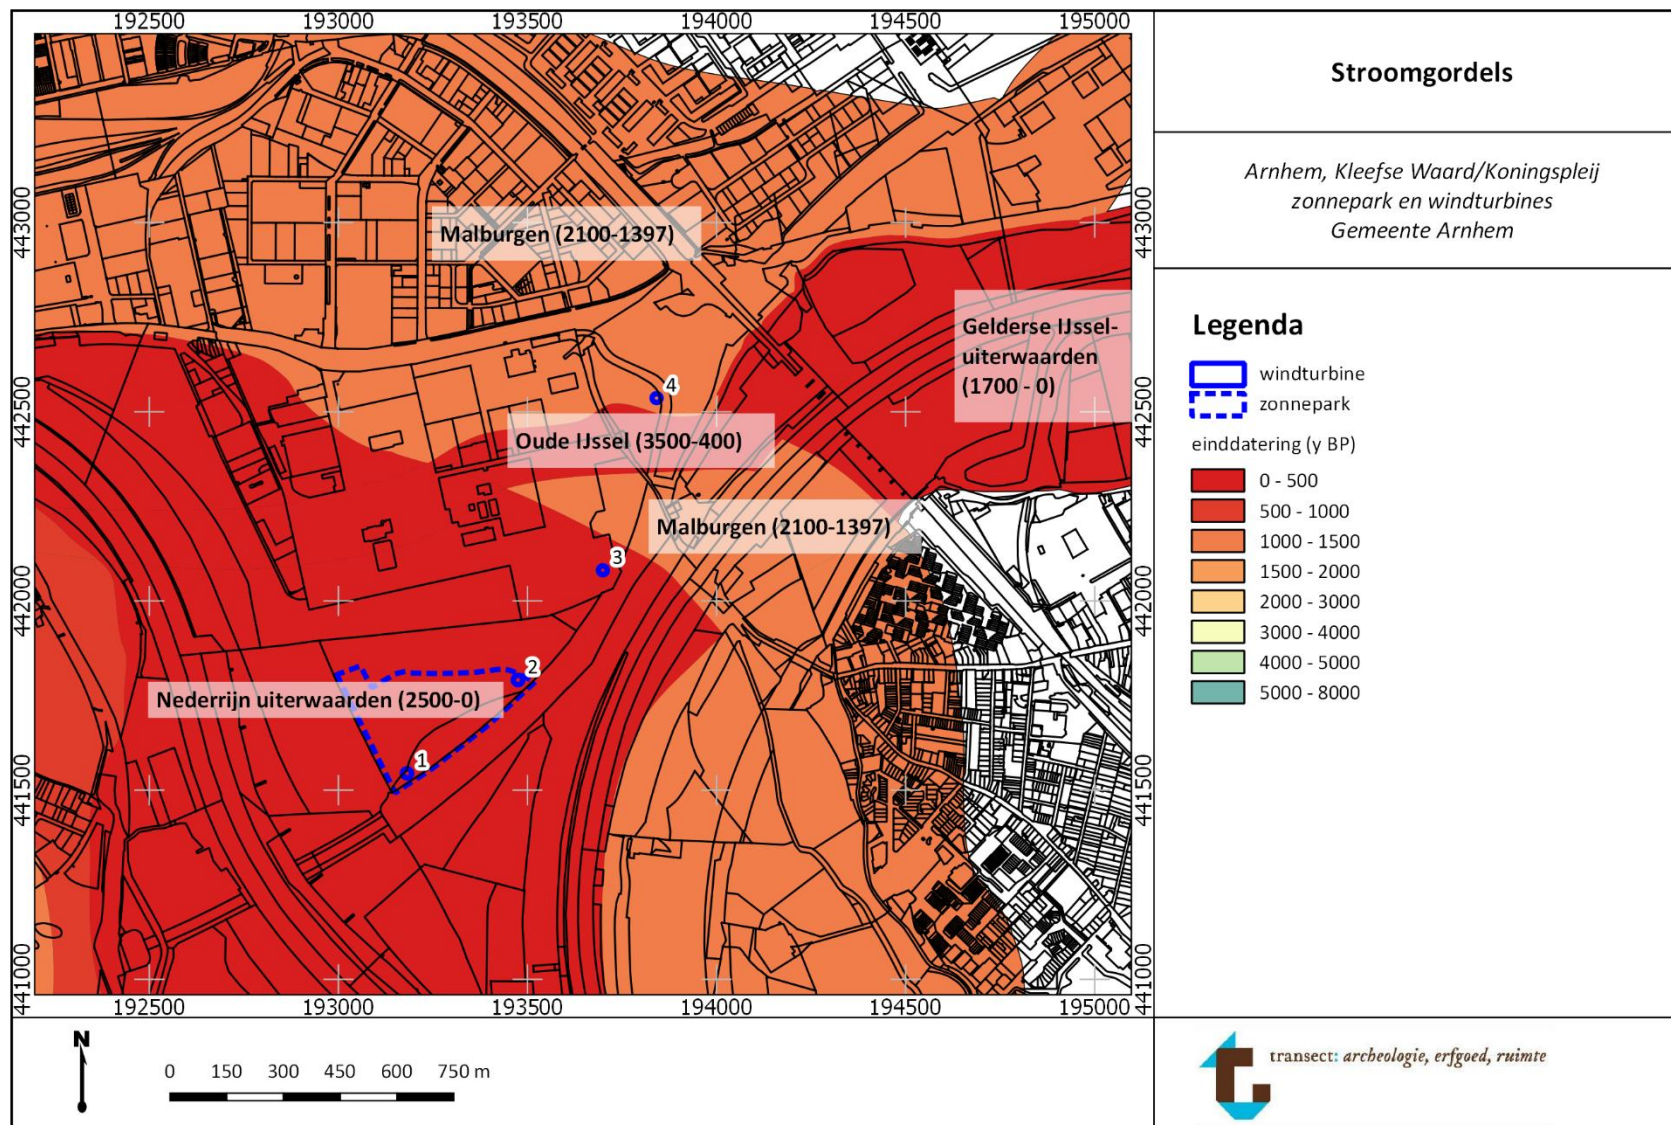 192500 193000 193500 194000 194500 195000
443000
442500
442000
441500
441000
443000
442500
442000
441500
441000
Malburgen (2100-1397)
Gelderse IJssel-
uiterwaarden
(1700 - 0)
4
Oude IJssel (3500-400)
Malburgen (2100-1397)
3
2
Nederrijn uiterwaarden (2500-0)
1
192500 193000 193500 194000 194500 195000
N
0 150 300 450 600 750 m
Stroomgordels
Arnhem, Kleefse Waard/Koningspleij
zonnepark en windturbines
Gemeente Arnhem
Legenda
windturbine
zonnepark
einddatering (y BP)
0 - 500
500 - 1000
1000 - 1500
1500 - 2000
2000 - 3000
3000 - 4000
4000 - 5000
5000 - 8000
transect: archeologie, erfgoed, ruimte